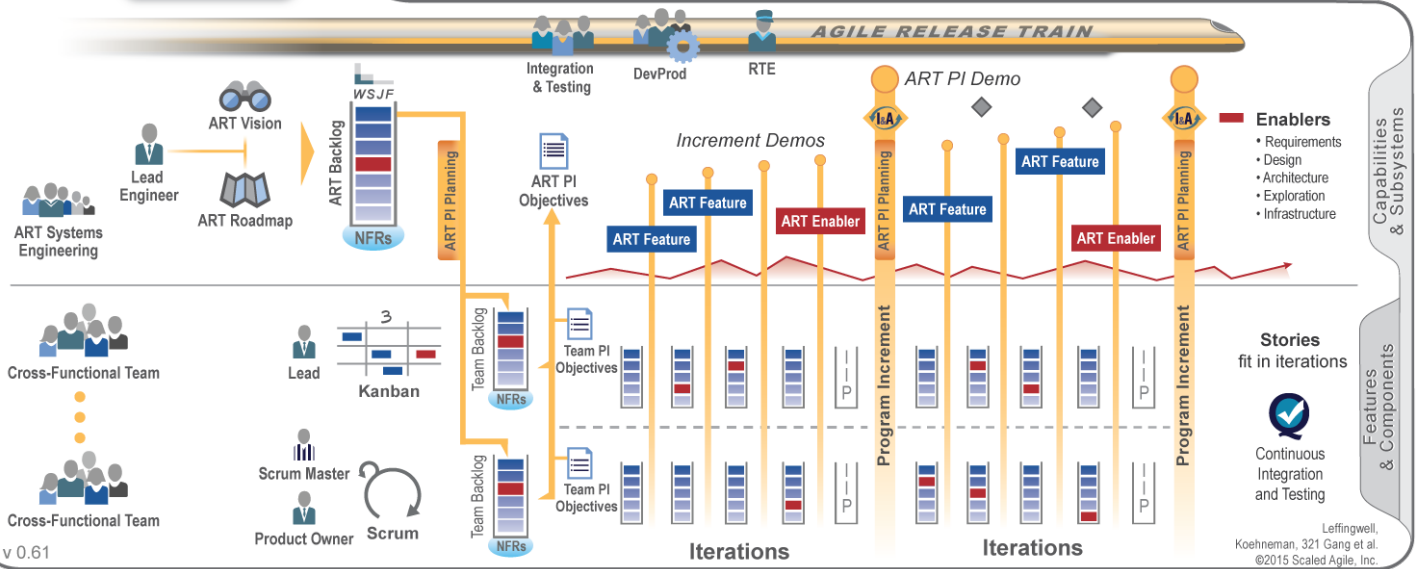 AGILE RELEASE TRAIN
Integration
& Testing
DevProd
RTE
WSJF
ART Vision
Lead
Engineer
ART Roadmap
ART Systems
Engineering
ART Backlog
NFRs
ART PI Planning
ART PI
Objectives
Increment Demos
ART Feature
ART Feature
ART Enabler
I&A
ART PI Planning
ART PI Demo
ART Feature
ART Feature
ART Enabler
I&A
ART PI Planning
Enablers
• Requirements
• Design
• Architecture
• Exploration
• Infrastructure
Capabilities
& Subsystems
Cross-Functional Team
Lead
3
Kanban
Team Backlog
NFRs
Team PI
Objectives
I
I
P
Program Increment
I
I
P
Program Increment
Stories
fit in iterations
Features
& Components
Cross-Functional Team
Scrum Master
Product Owner
Scrum
Team Backlog
NFRs
Team PI
Objectives
I
I
P
I
I
P
Q
Continuous
Integration
and Testing
Iterations
Iterations
v 0.61
Leffingwell,
Koehneman, 321 Gang et al.
©2015 Scaled Agile, Inc.